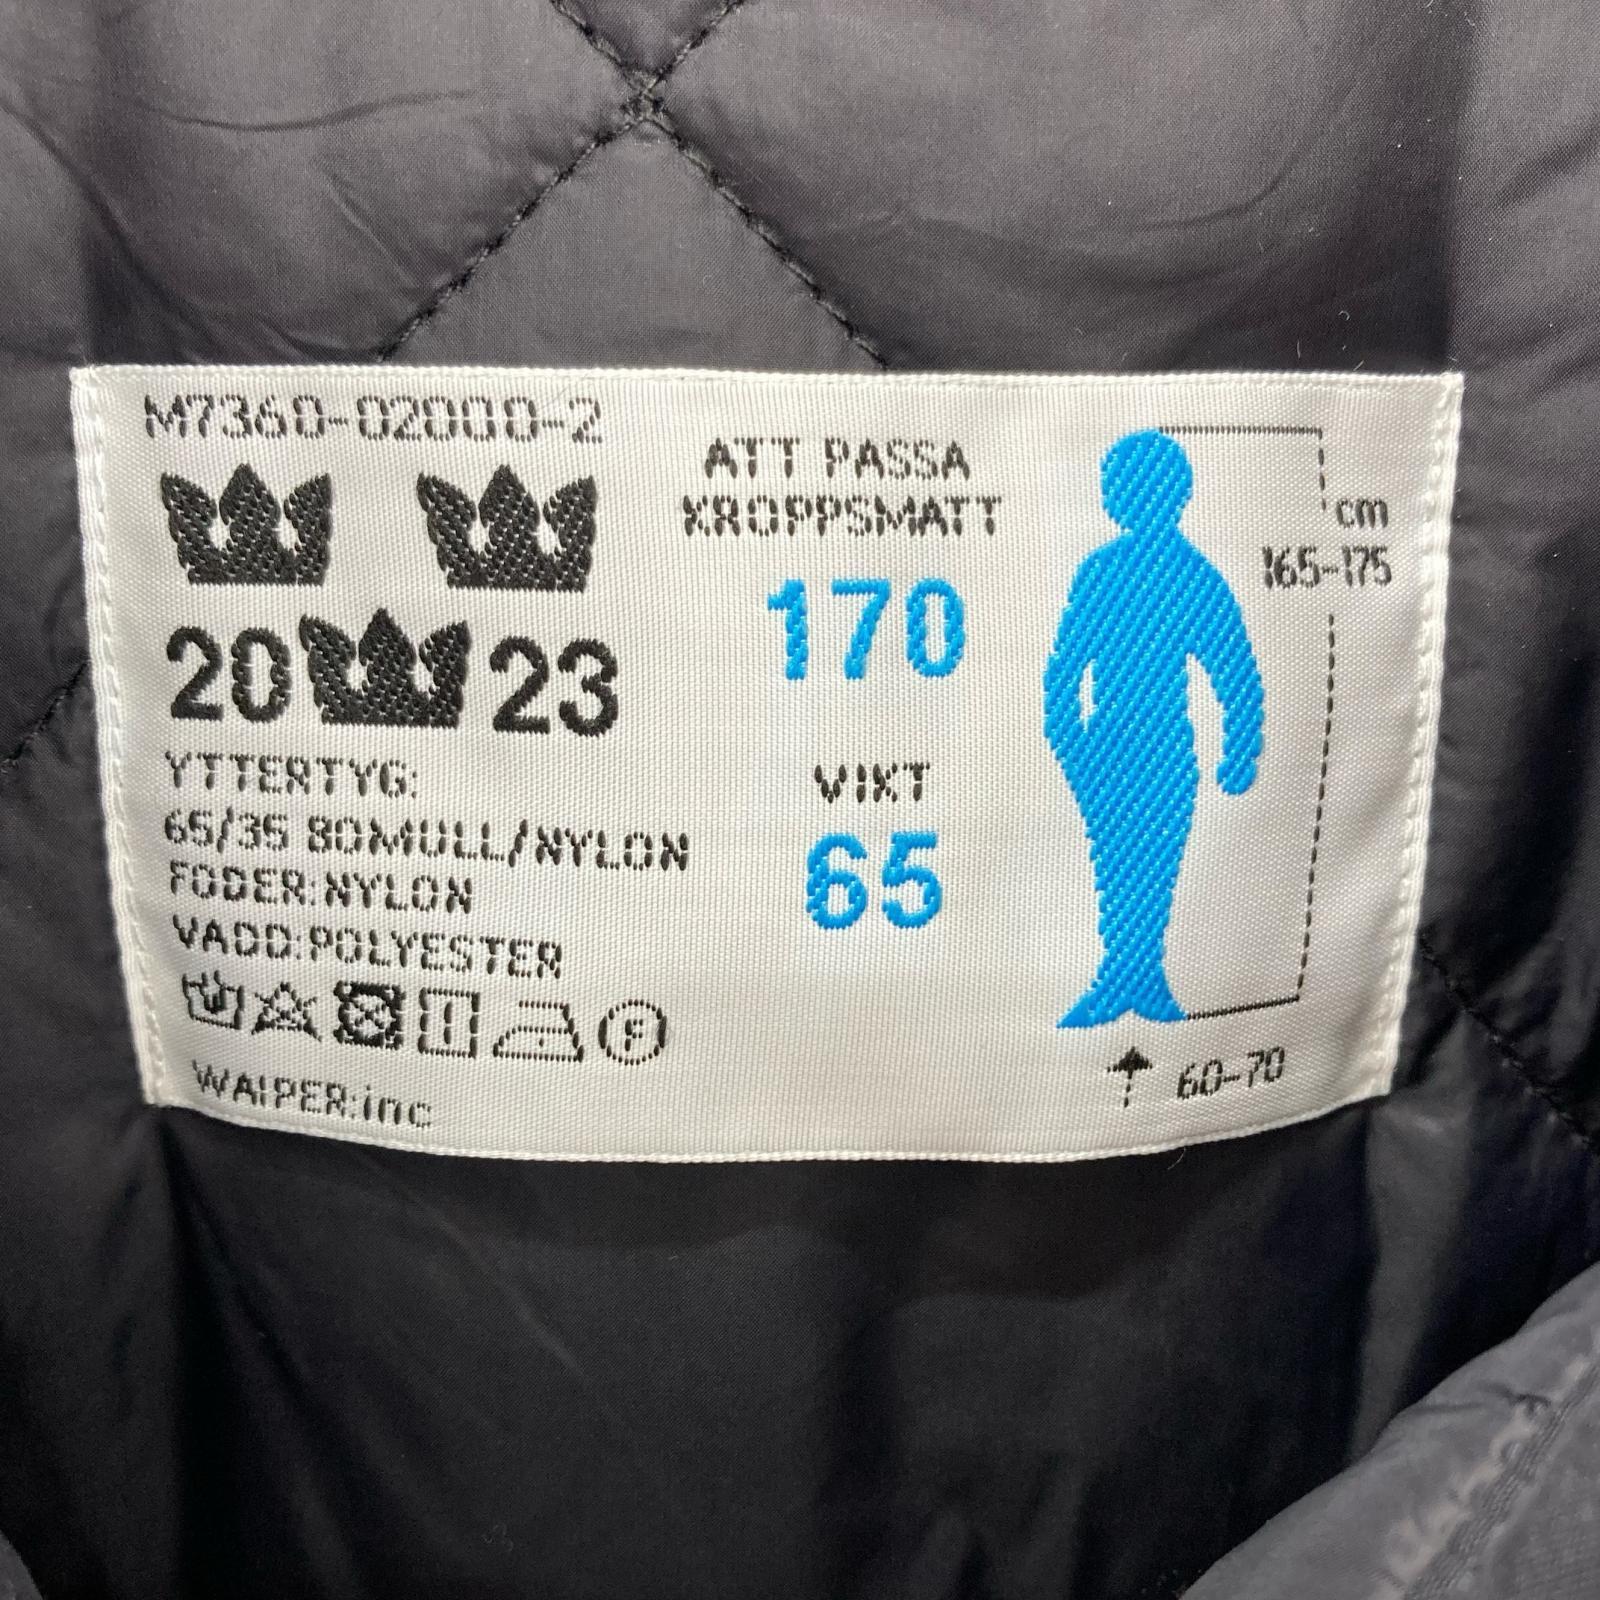 M7360-02000-2
20 23
YTTERTYG:
65/35 BOMULL/NYLON
FODER:NYLON
VADD:POLYESTER
F
WAIPER:inc
ATT PASSA
KROPPSMATT
170
VIKT
65
cm
165-175
60-70